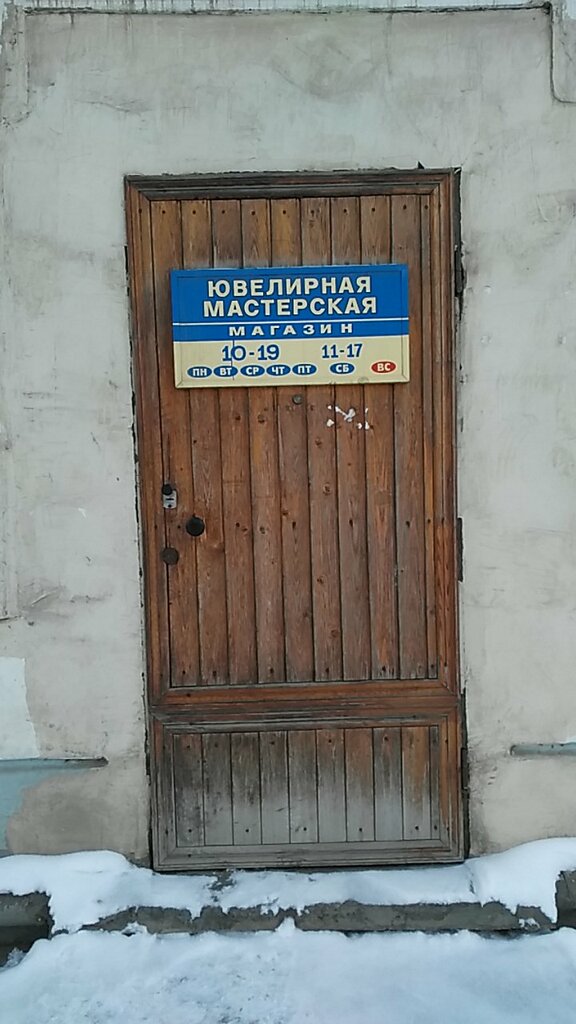 ЮВЕЛИРНАЯ
МАСТЕРСКАЯ
МАГАЗИН
10-19 11-17
ПН ВТ СР ЧТ ПТ СБ ВС